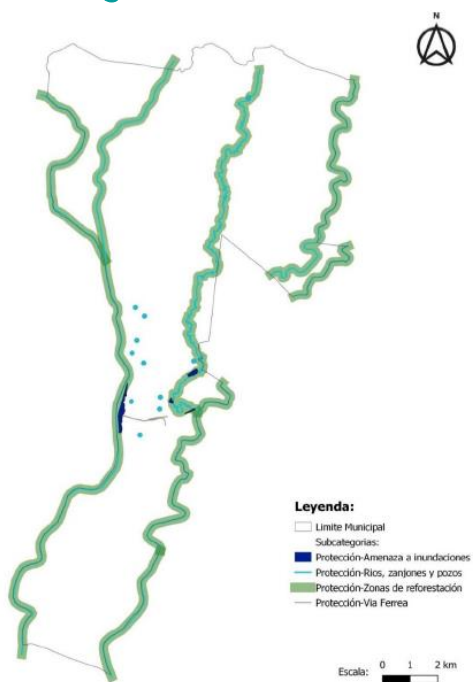 N
Leyenda:
Limite Municipal
Subcategorias:
Protección-Amenaza a inundaciones
Protección-Rios, zanjones y pozos
Protección-Zonas de reforestación
Protección-Via Ferrea
Escala: 0 1 2 km